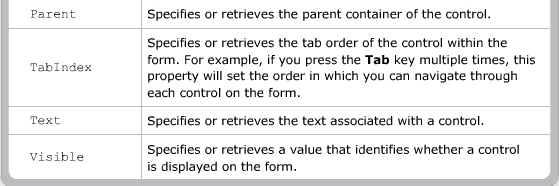 Parent
Specifies or retrieves the parent container of the control.
TabIndex
Specifies or retrieves the tab order of the control within the
form. For example, if you press the Tab key multiple times, this
property will set the order in which you can navigate through
each control on the form.
Text
Specifies or retrieves the text associated with a control.
Visible
Specifies or retrieves a value that identifies whether a control
is displayed on the form.